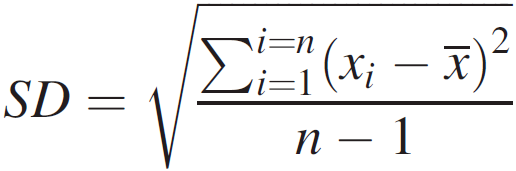 SD = √(∑_{i=1}^{i=n}(x_i − x̅)² / (n − 1))